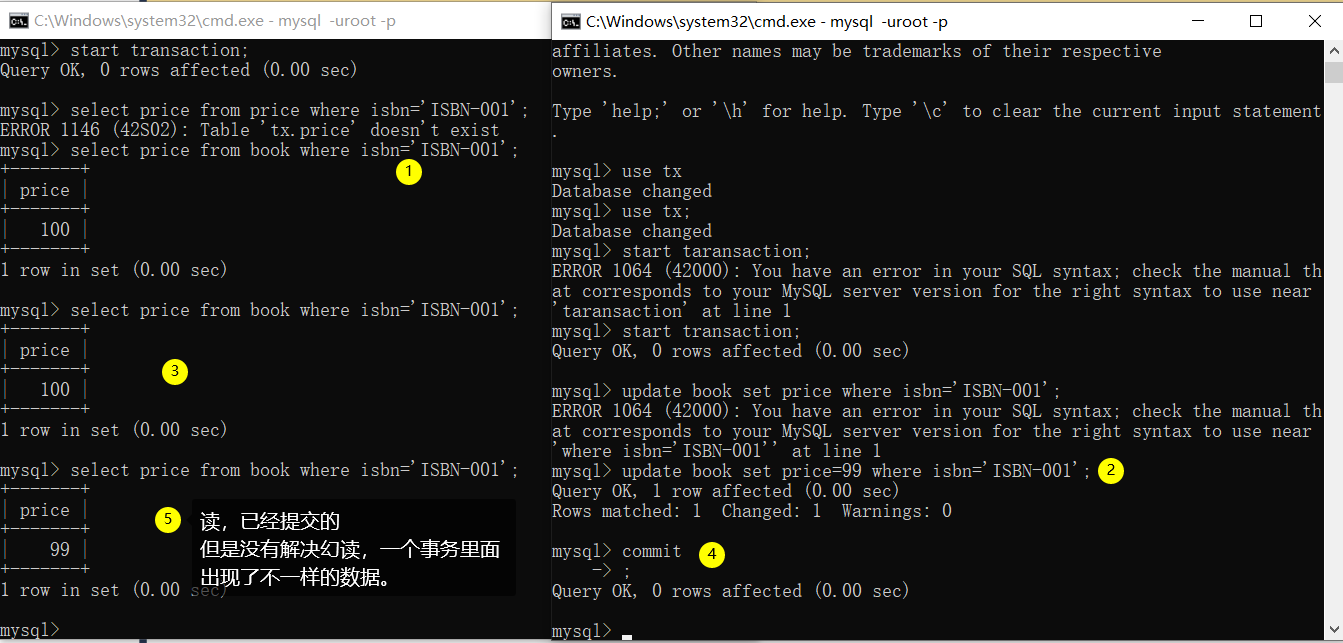 C:\Windows\system32\cmd.exe - mysql  -uroot -p
mysql> start transaction;
Query OK, 0 rows affected (0.00 sec)
mysql> select price from price where isbn='ISBN-001';
ERROR 1146 (42S02): Table 'tx.price' doesn't exist
mysql> select price from book where isbn='ISBN-001';
1
+-------+
| price |
+-------+
|   100 |
+-------+
1 row in set (0.00 sec)
mysql> select price from book where isbn='ISBN-001';
+-------+
| price |
+-------+
3
|   100 |
+-------+
1 row in set (0.00 sec)
mysql> select price from book where isbn='ISBN-001';
+-------+
| price |
+-------+
|    99 |
+-------+
1 row in set (0.00 sec)
5
读，已经提交的
但是没有解决幻读，一个事务里面
出现了不一样的数据。
mysql>
C:\Windows\system32\cmd.exe - mysql  -uroot -p
affiliates. Other names may be trademarks of their respective
owners.
Type 'help;' or '\h' for help. Type '\c' to clear the current input statement
.
mysql> use tx
Database changed
mysql> use tx;
Database changed
mysql> start taransaction;
ERROR 1064 (42000): You have an error in your SQL syntax; check the manual th
at corresponds to your MySQL server version for the right syntax to use near
'taransaction' at line 1
mysql> start transaction;
Query OK, 0 rows affected (0.00 sec)
mysql> update book set price where isbn='ISBN-001';
ERROR 1064 (42000): You have an error in your SQL syntax; check the manual th
at corresponds to your MySQL server version for the right syntax to use near
'where isbn='ISBN-001'' at line 1
mysql> update book set price=99 where isbn='ISBN-001'; 2
Query OK, 1 row affected (0.00 sec)
Rows matched: 1  Changed: 1  Warnings: 0
mysql> commit 4
    -> ;
Query OK, 0 rows affected (0.00 sec)
mysql>